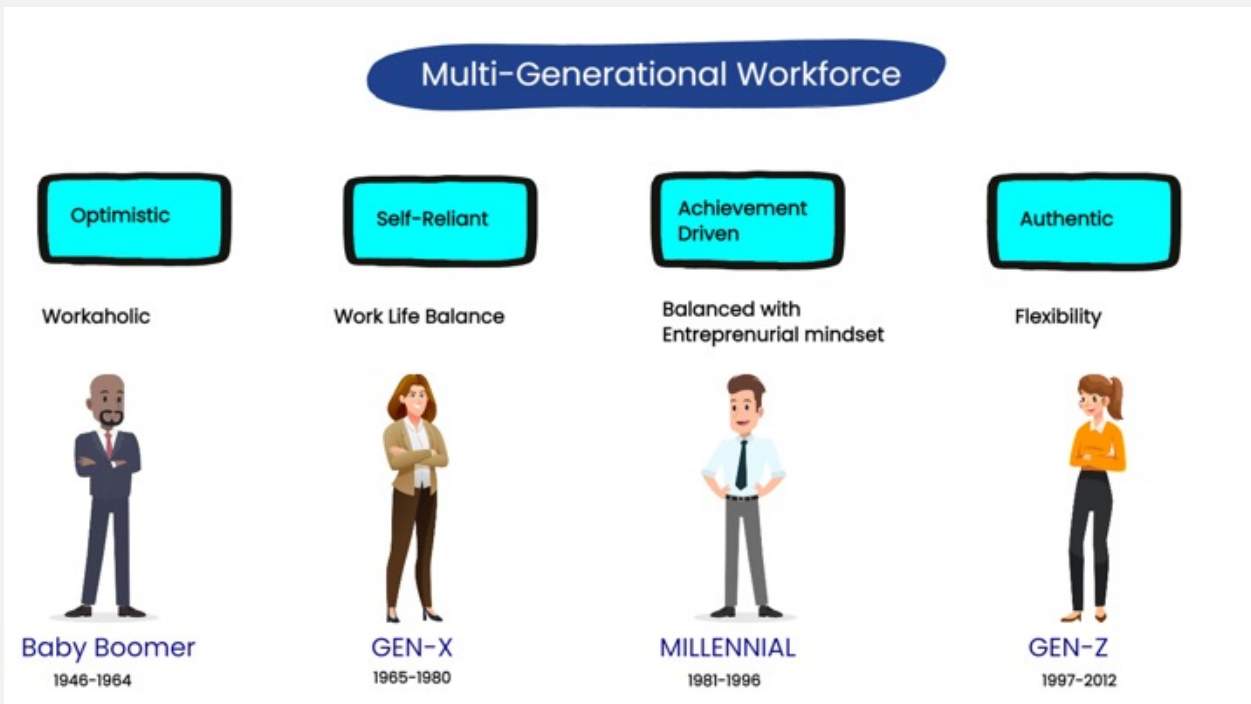 Multi-Generational Workforce
Optimistic
Self-Reliant
Achievement
Driven
Authentic
Workaholic
Work Life Balance
Balanced with
Entreprenurial mindset
Flexibility
Baby Boomer
GEN-X
MILLENNIAL
GEN-Z
1946-1964
1965-1980
1981-1996
1997-2012